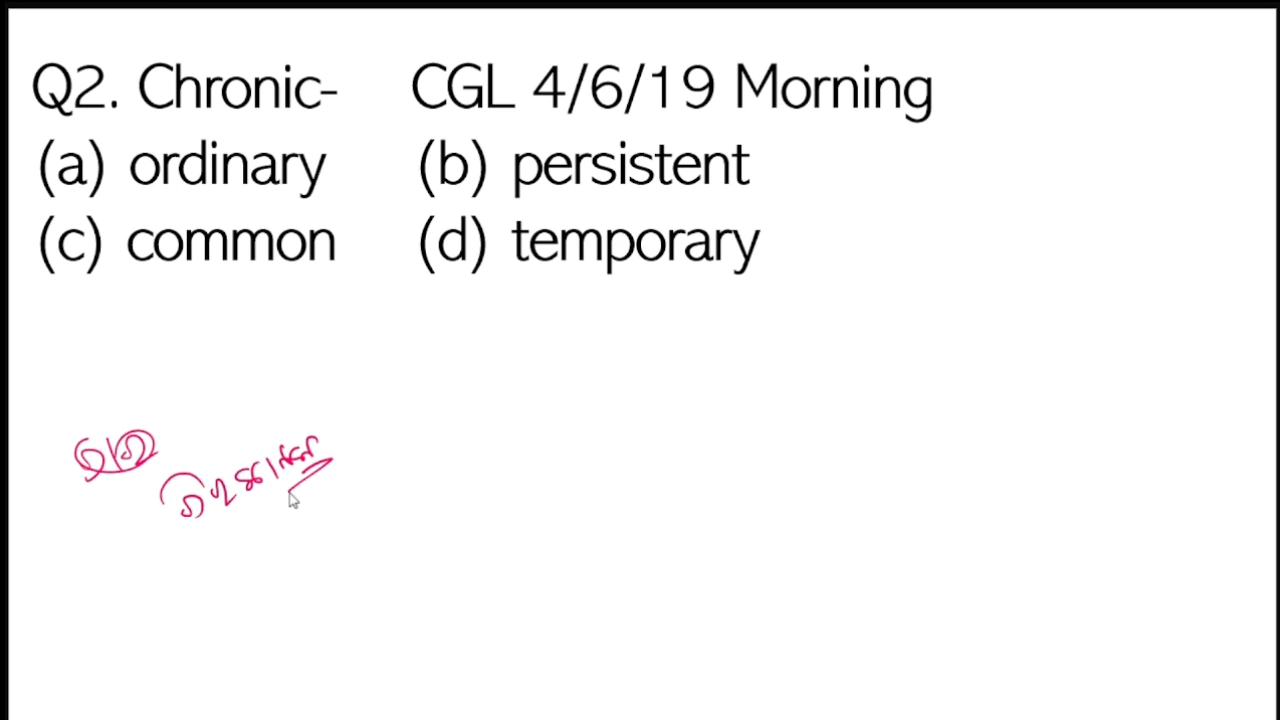 Q2. Chronic- CGL 4/6/19 Morning
(a) ordinary (b) persistent
(c) common (d) temporary